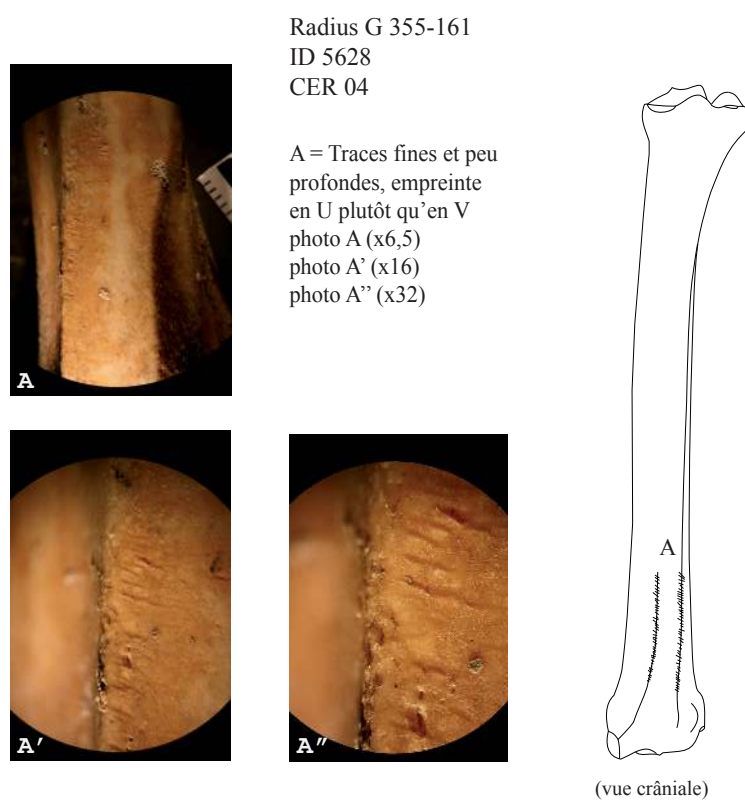 Radius G 355-161
ID 5628
CER 04
A = Traces fines et peu
profondes, empreinte
en U plutôt qu’en V
photo A (x6,5)
photo A’ (x16)
photo A’’ (x32)
A
A’
A”
A
(vue crâniale)